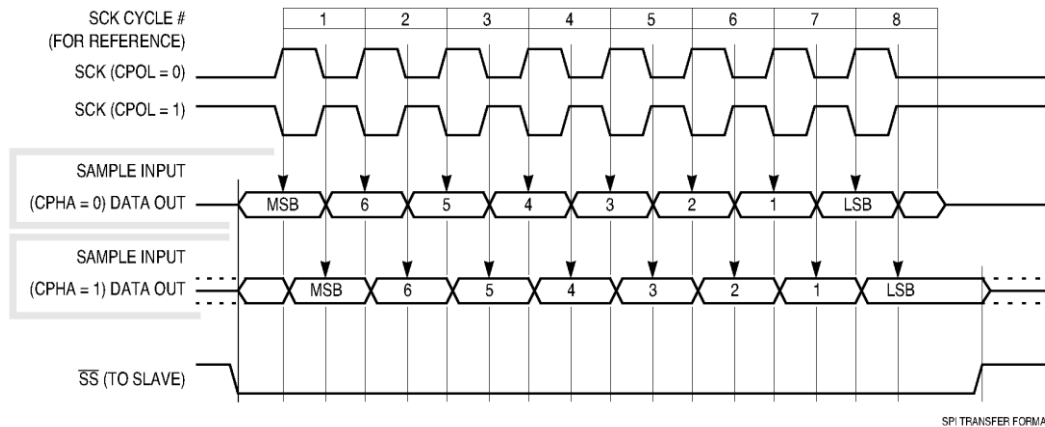 SCK CYCLE # 1 2 3 4 5 6 7 8
(FOR REFERENCE)
SCK (CPOL = 0)
SCK (CPOL = 1)
SAMPLE INPUT
(CPHA = 0) DATA OUT MSB 6 5 4 3 2 1 LSB
SAMPLE INPUT
(CPHA = 1) DATA OUT MSB 6 5 4 3 2 1 LSB
SS (TO SLAVE)
SPI TRANSFER FORMA